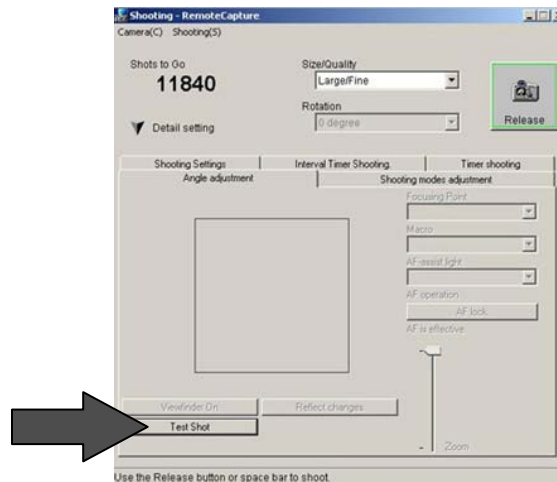 Shooting - RemoteCapture
Camera(C) Shooting(S)
Shots to Go
11840
Size/Quality
Large/Fine
Rotation
0 degree
Release
Detail setting
Shooting Settings
Interval Timer Shooting
Timer shooting
Angle adjustment
Shooting modes adjustment
Focusing Point
Macro
AF-assist light
AF operation
AF lock
AF is effective
Viewfinder On
Reflect changes
Test Shot
- Zoom
Use the Release button or space bar to shoot.